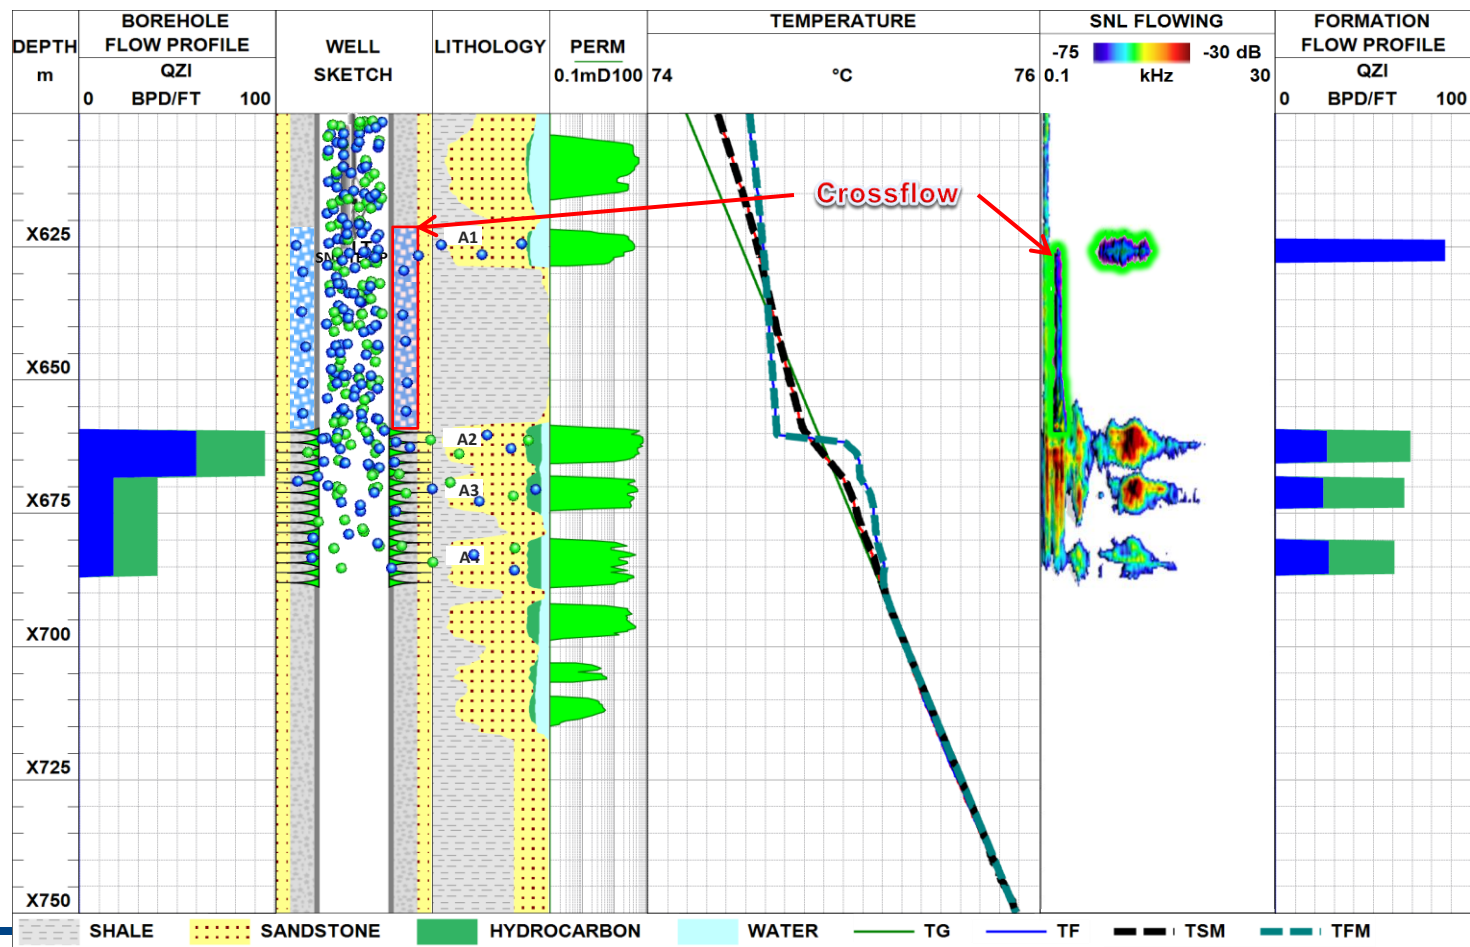 BOREHOLE
FLOW PROFILE
TEMPERATURE
SNL FLOWING
FORMATION
FLOW PROFILE
DEPTH
m
WELL
SKETCH
LITHOLOGY
PERM
QZI
-75
-30 dB
QZI
0 BPD/FT 100
0.1mD100
74 °C 76
0.1 kHz 30
0 BPD/FT 100
Crossflow
X625
A1
X650
A2
A3
X675
A4
X700
X725
X750
SHALE
SANDSTONE
HYDROCARBON
WATER
TG
TF
TSM
TFM